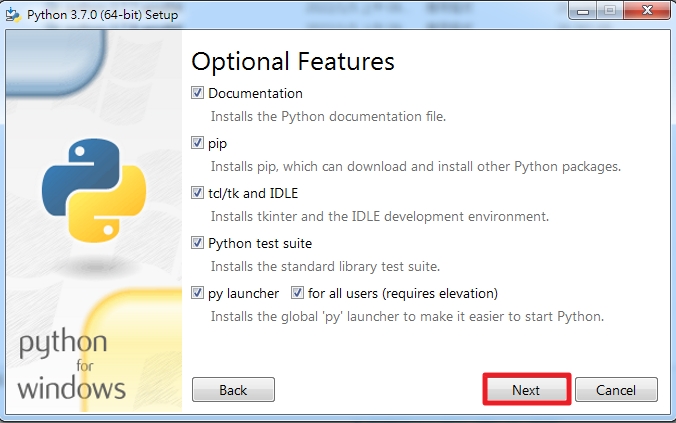 Python 3.7.0 (64-bit) Setup
Optional Features
Documentation
Installs the Python documentation file.
pip
Installs pip, which can download and install other Python packages.
tcl/tk and IDLE
Installs tkinter and the IDLE development environment.
Python test suite
Installs the standard library test suite.
py launcher for all users (requires elevation)
Installs the global 'py' launcher to make it easier to start Python.
python
for
windows
Back Next Cancel